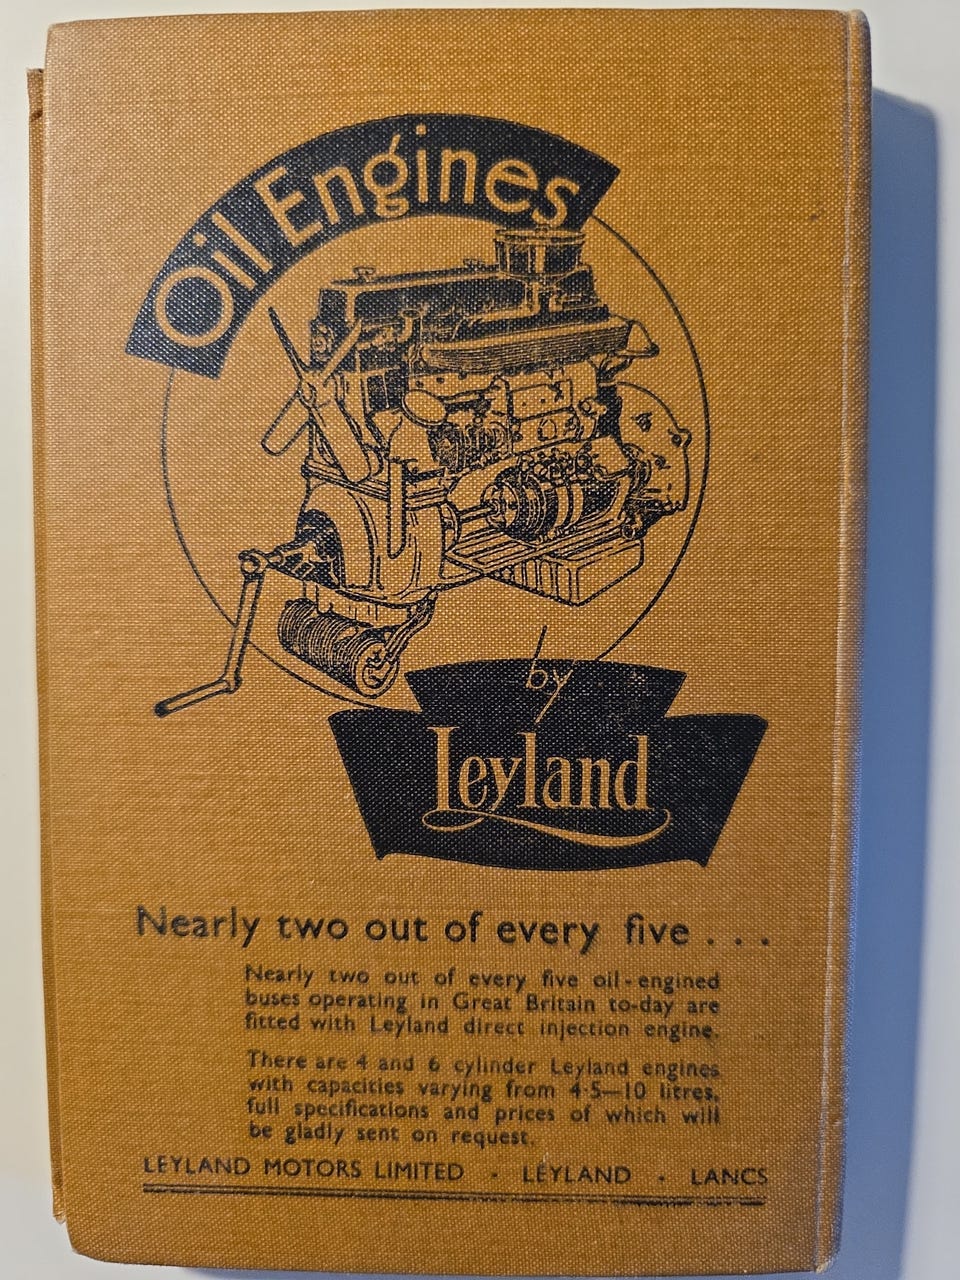 Oil Engines
by
Leyland
Nearly two out of every five . . .
Nearly two out of every five oil-engined
buses operating in Great Britain to-day are
fitted with Leyland direct injection engine.
There are 4 and 6 cylinder Leyland engines
with capacities varying from 4·5—10 litres,
full specifications and prices of which will
be gladly sent on request.
LEYLAND MOTORS LIMITED · LEYLAND · LANCS